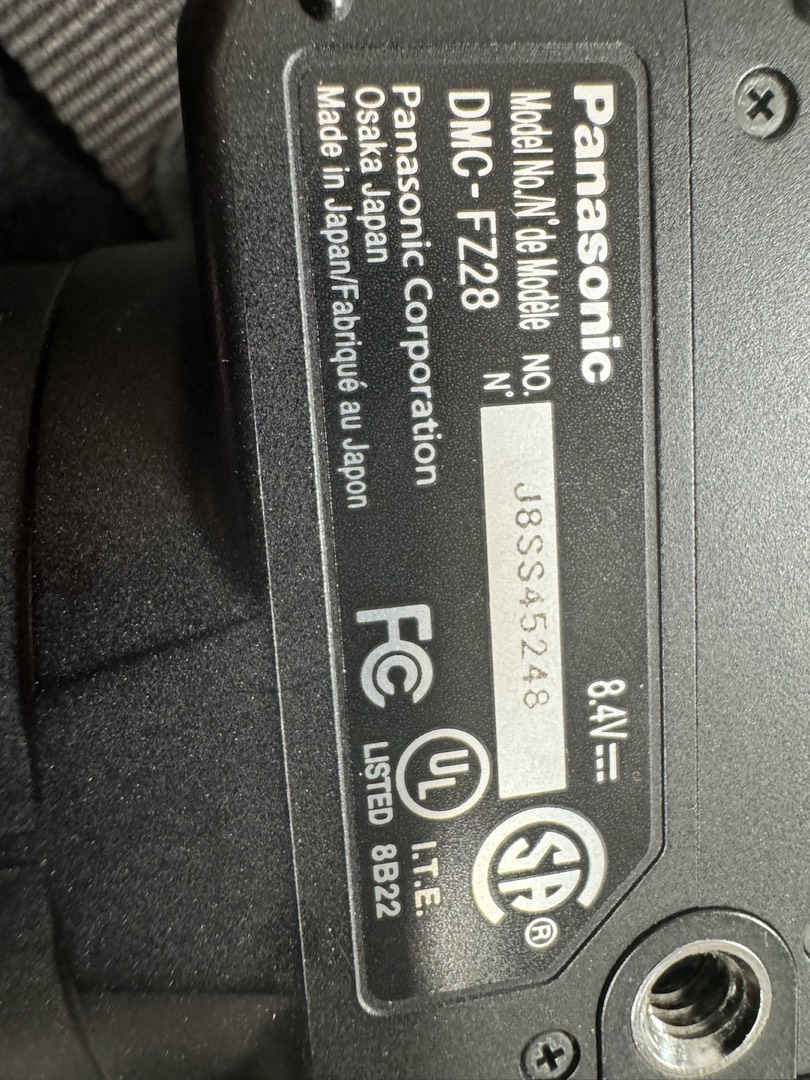 Panasonic
8.4V⎓
Model No./N° de Modèle
DMC-FZ28
NO.
N°
J8SS45248
Panasonic Corporation
Osaka Japan
Made in Japan/Fabriqué au Japon
FC
UL
LISTED
I.T.E.
8B22
SA®